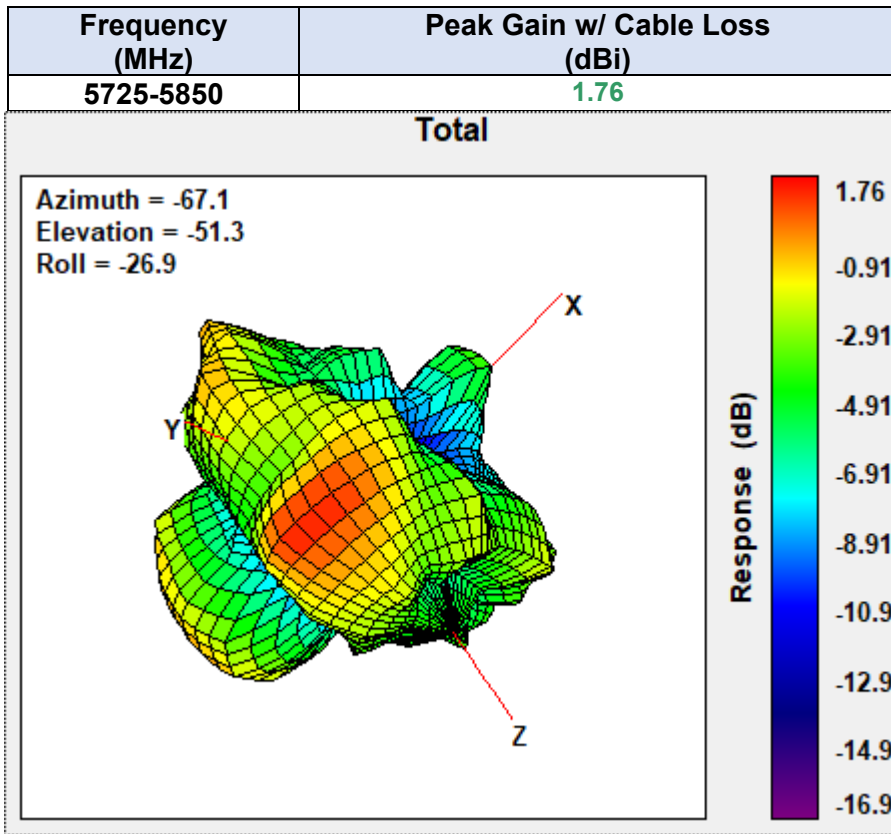 Frequency
(MHz)
Peak Gain w/ Cable Loss
(dBi)
5725-5850
1.76
Total
Azimuth = -67.1
Elevation = -51.3
Roll = -26.9
X
Y
Z
Response (dB)
1.76
-0.91
-2.91
-4.91
-6.91
-8.91
-10.9
-12.9
-14.9
-16.9